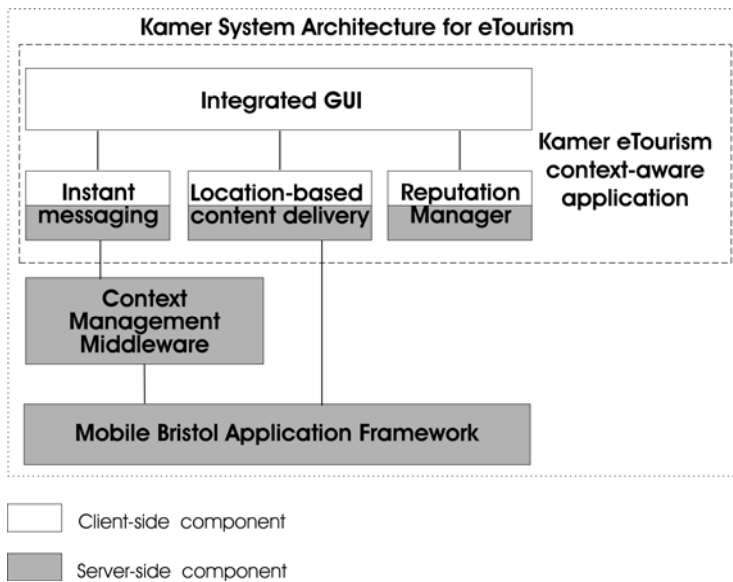 Kamer System Architecture for eTourism
Integrated GUI
Kamer eTourism
context-aware
application
Instant
messaging
Location-based
content delivery
Reputation
Manager
Context
Management
Middleware
Mobile Bristol Application Framework
Client-side component
Server-side component